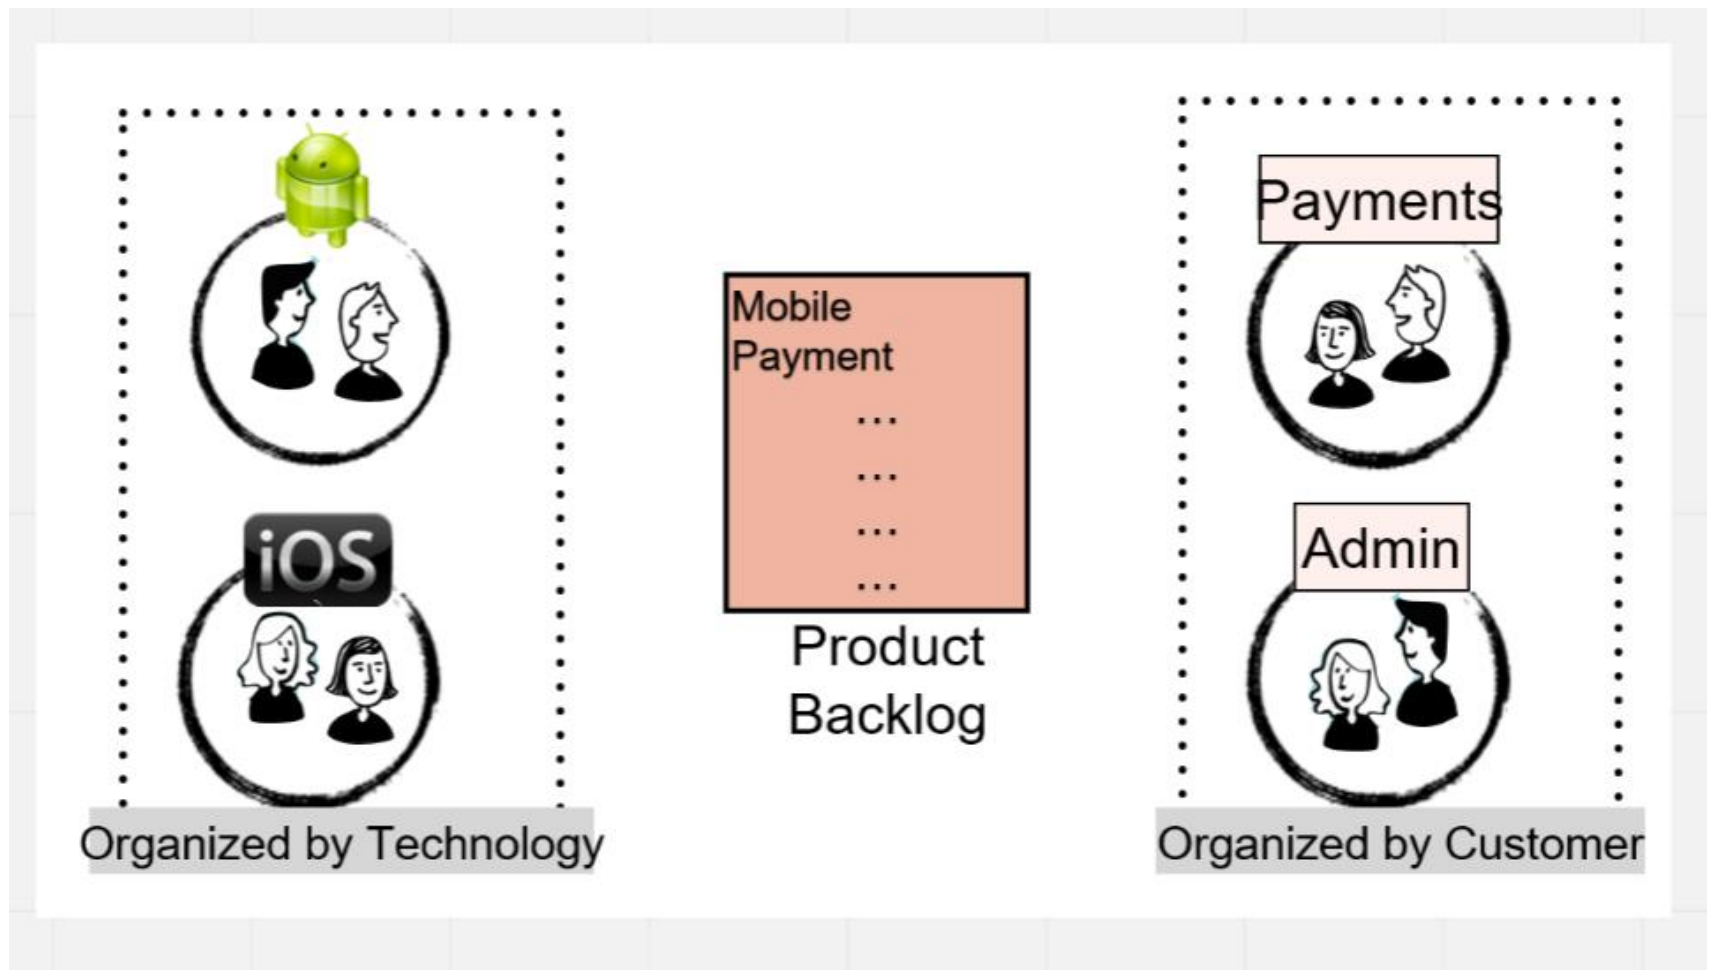 iOS
Organized by Technology
Mobile
Payment
...
...
...
...
Product
Backlog
Payments
Admin
Organized by Customer